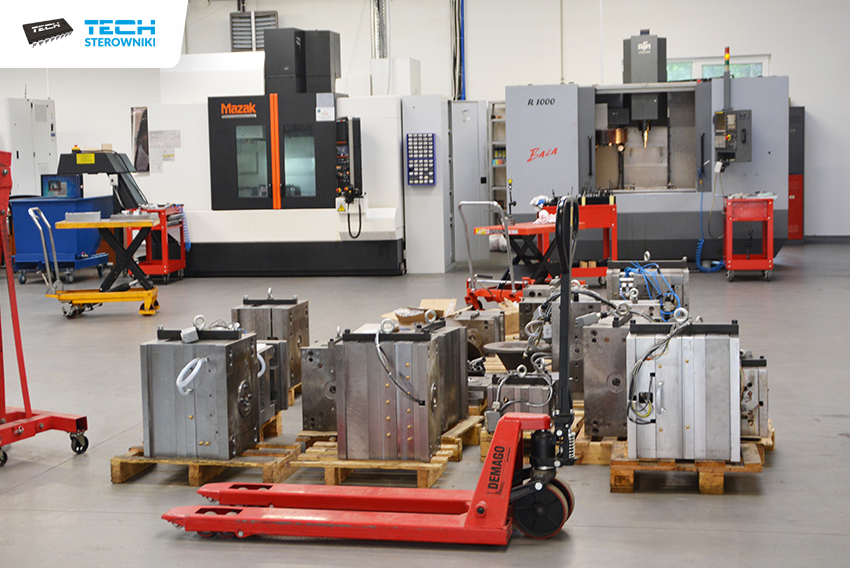 TECH
TECH
STEROWNIKI
Mazak
R 1000
Baca
DEMAGO